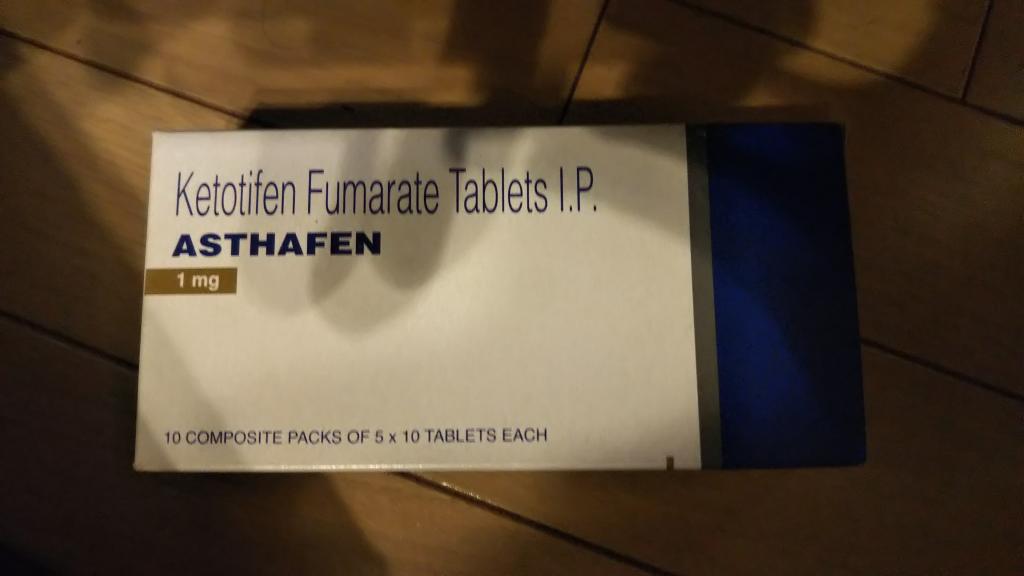 Ketotifen Fumarate Tablets I.P.
ASTHAFEN
1 mg
10 COMPOSITE PACKS OF 5 x 10 TABLETS EACH